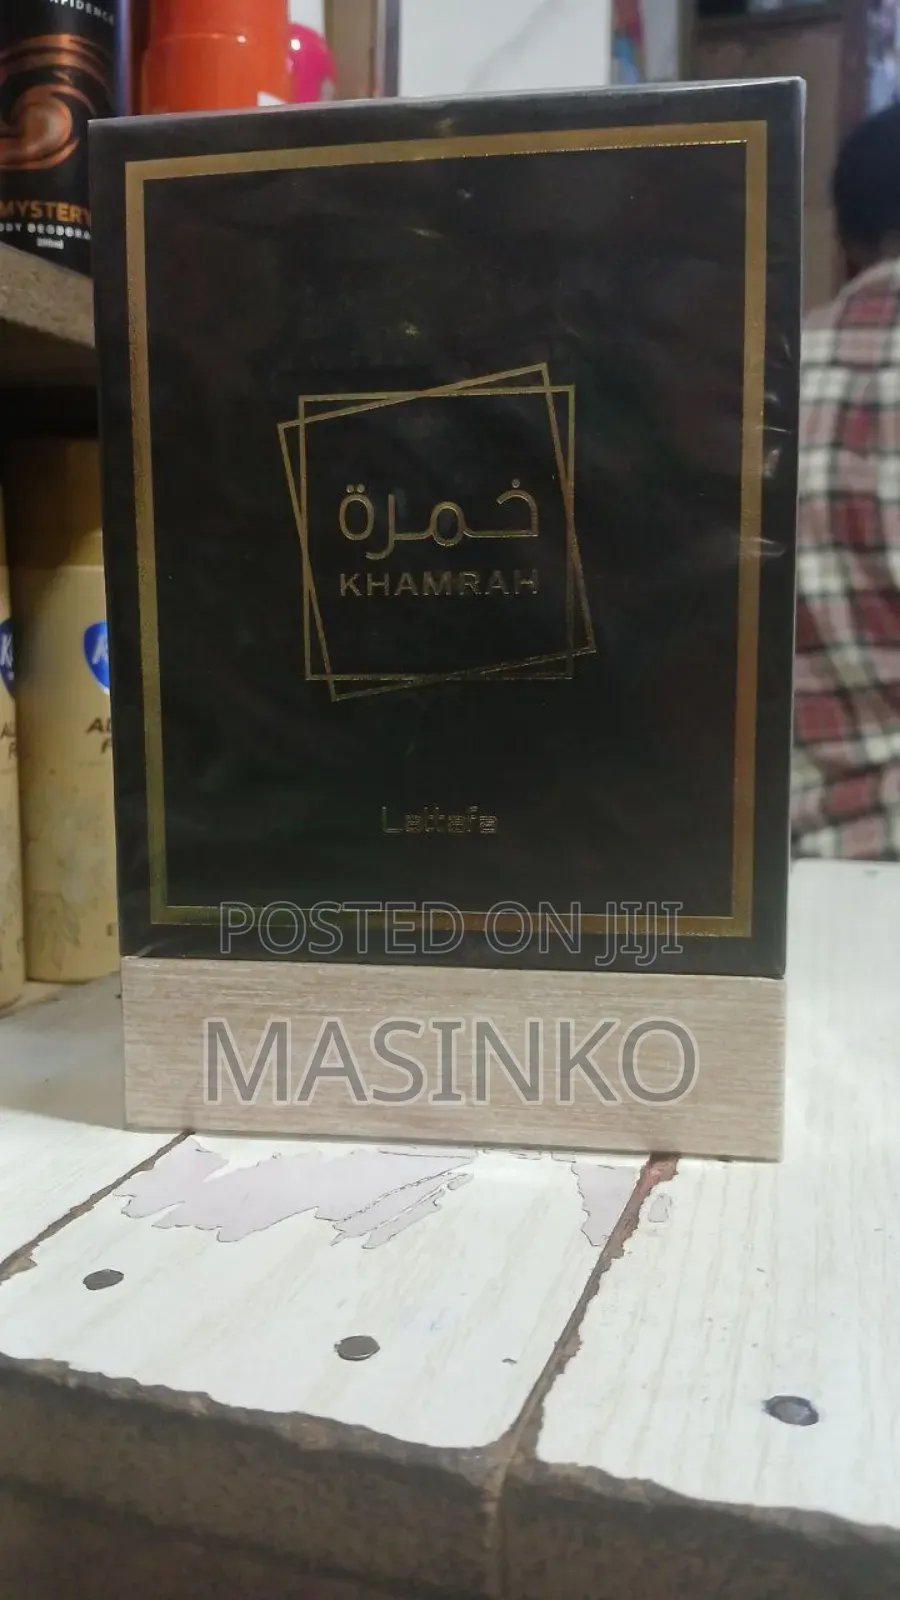 MYSTERY
خمرة
KHAMRAH
Lattafa
POSTED ON JIJI
MASINKO